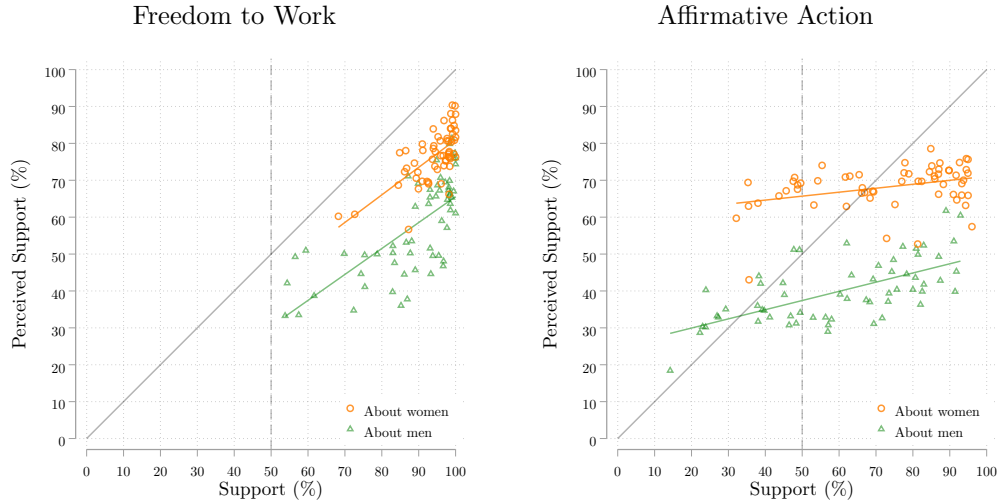 Freedom to Work
Perceived Support (%)
100
90
80
70
60
50
40
30
20
10
0
About women
About men
0 10 20 30 40 50 60 70 80 90 100
Support (%)
Affirmative Action
Perceived Support (%)
100
90
80
70
60
50
40
30
20
10
0
About women
About men
0 10 20 30 40 50 60 70 80 90 100
Support (%)